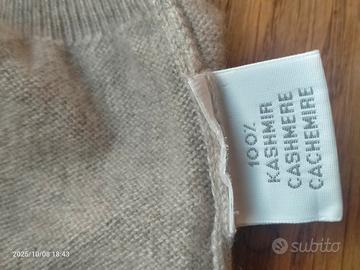 100%
KASHMIR
CASHMERE
CACHEMIRE
2025/10/08 18:43
subito